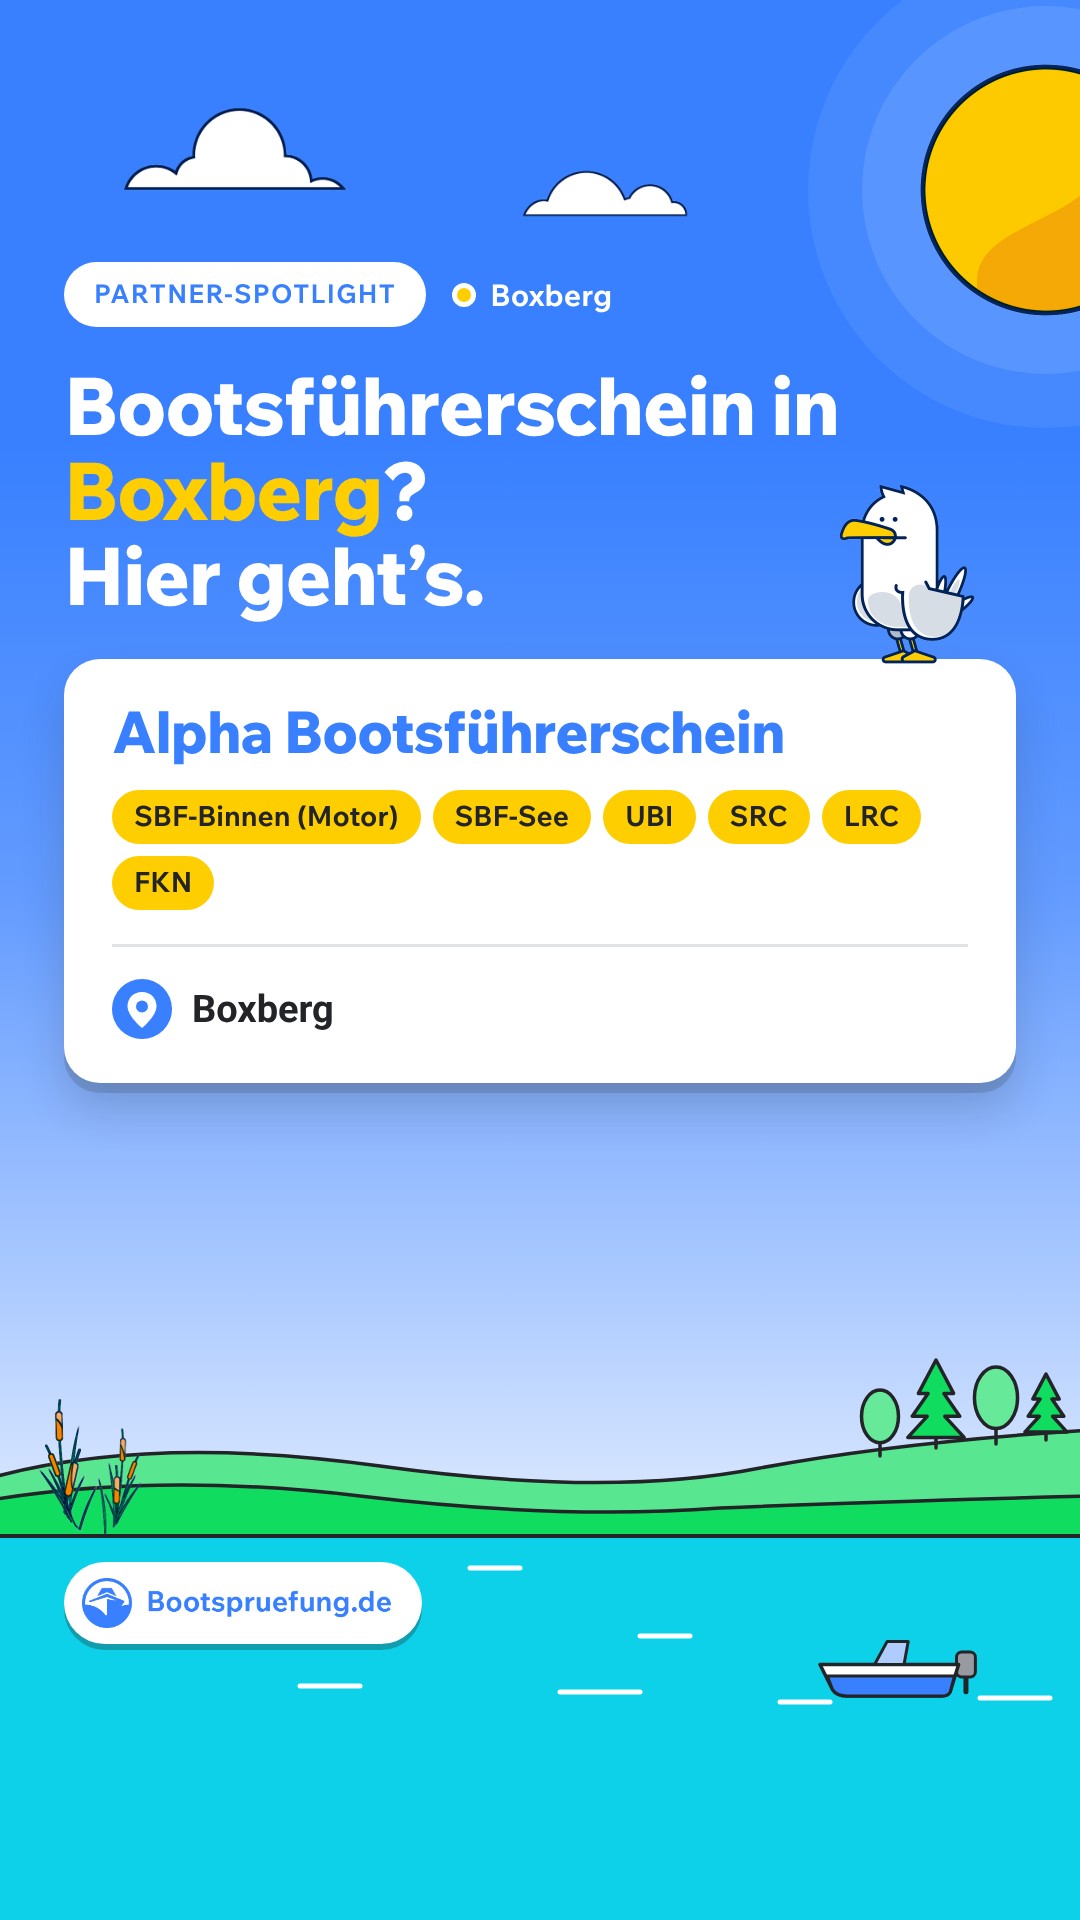 PARTNER-SPOTLIGHT Boxberg
Bootsführerschein in
Boxberg?
Hier geht’s.
Alpha Bootsführerschein
SBF-Binnen (Motor) SBF-See UBI SRC LRC
FKN
Boxberg
Bootspruefung.de